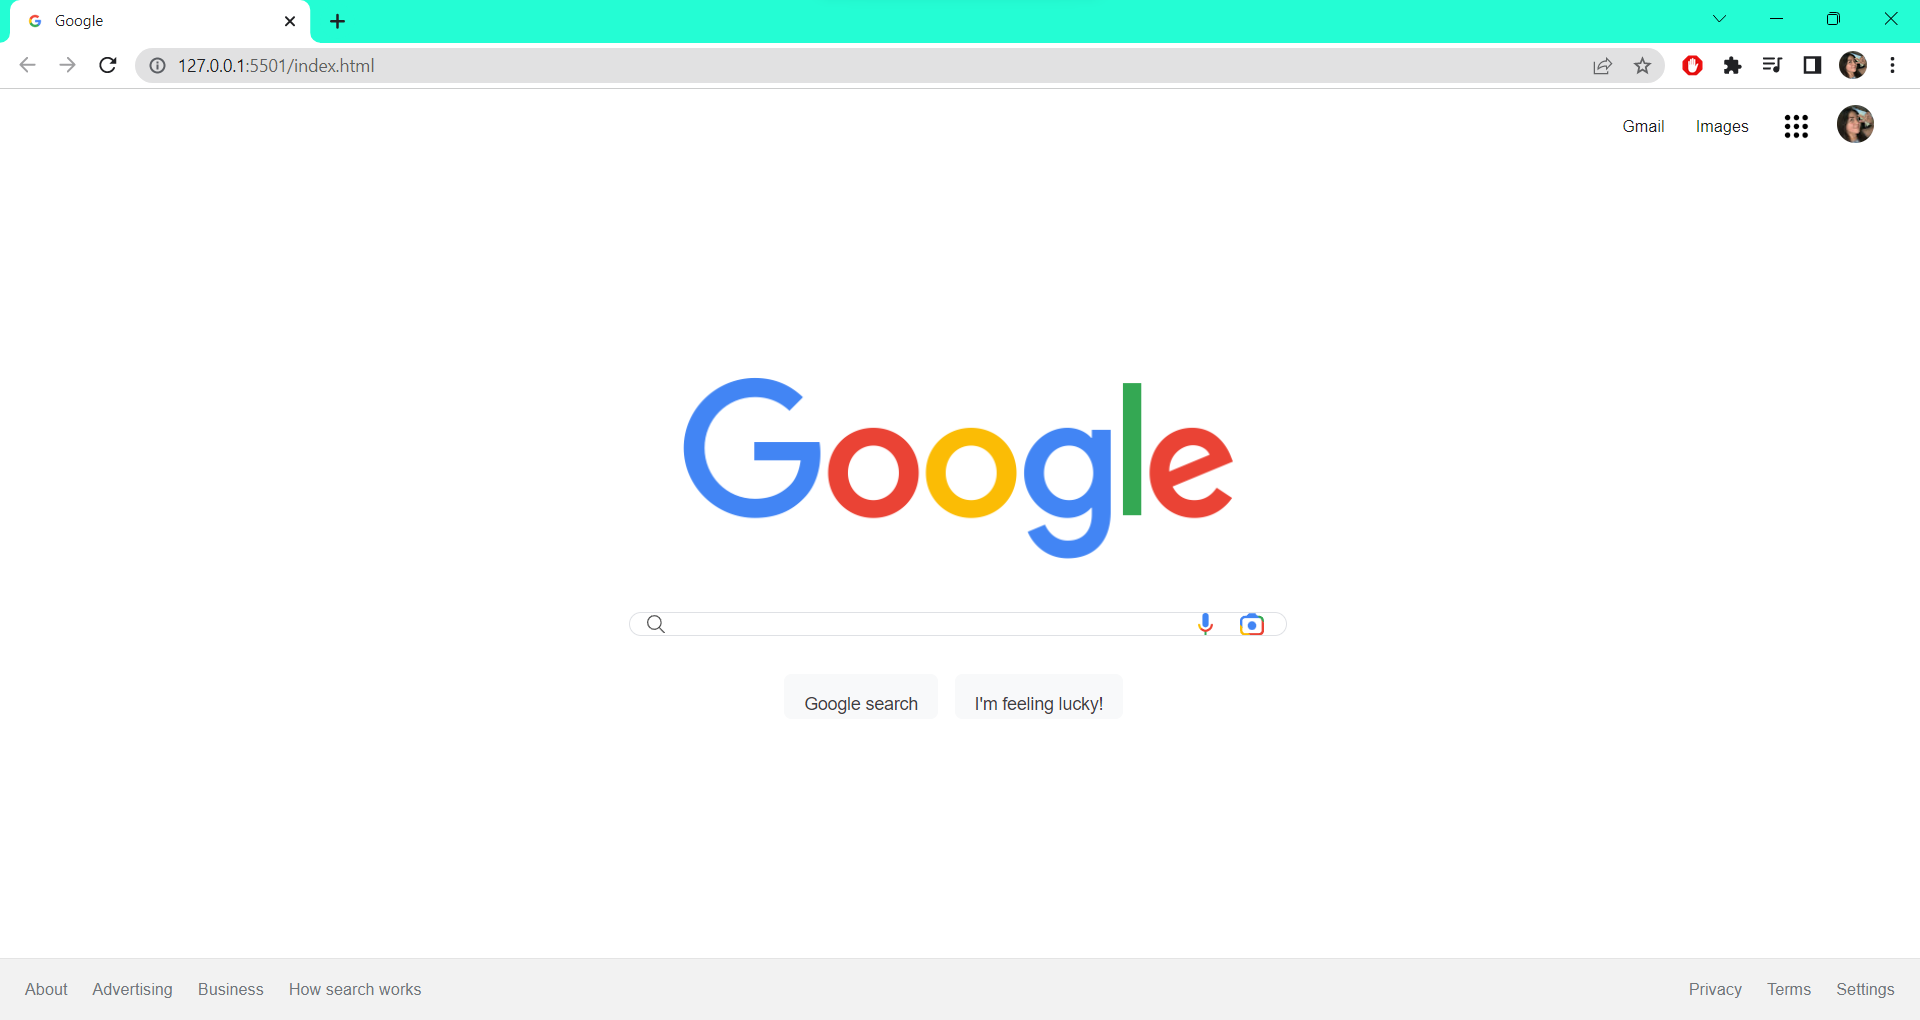 Google
127.0.0.1:5501/index.html
Gmail Images
Google
Google search I'm feeling lucky!
About Advertising Business How search works Privacy Terms Settings